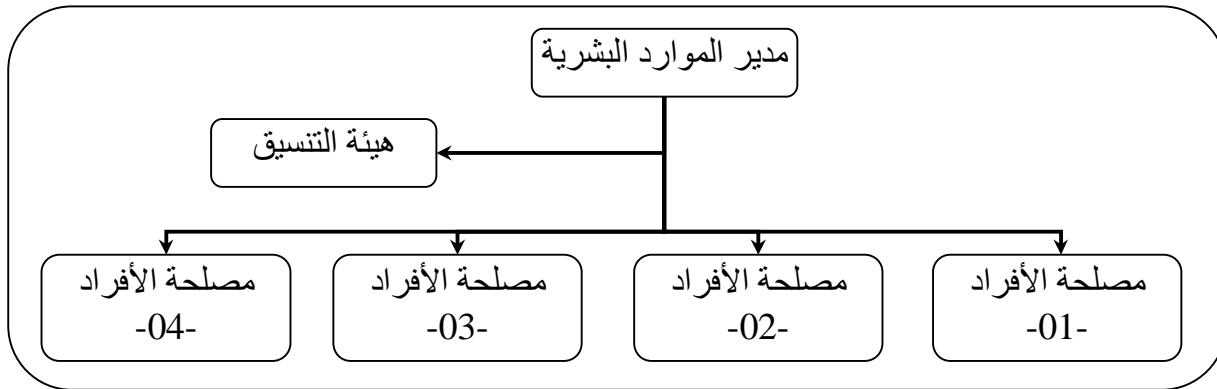 مدير الموارد البشرية
هيئة التنسيق
مصلحة الأفراد
-01-
مصلحة الأفراد
-02-
مصلحة الأفراد
-03-
مصلحة الأفراد
-04-